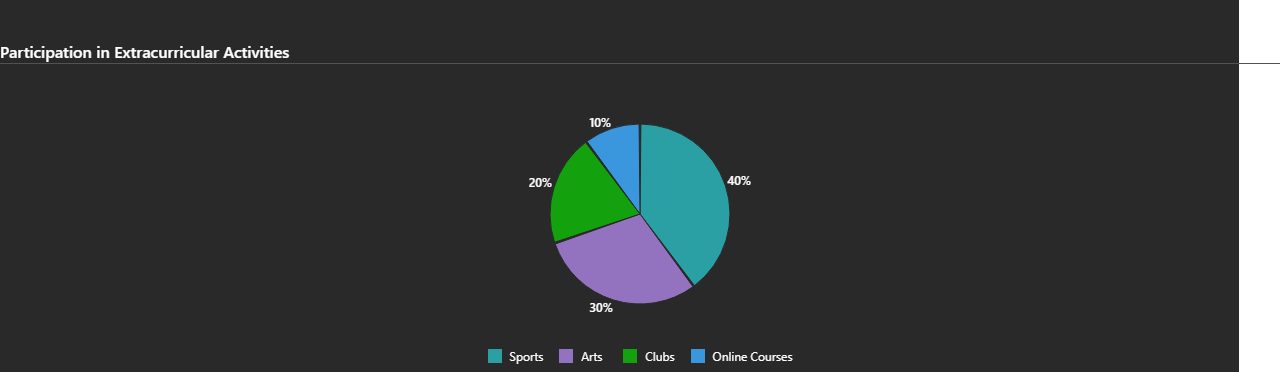 Participation in Extracurricular Activities
10%
40%
20%
30%
Sports Arts Clubs Online Courses